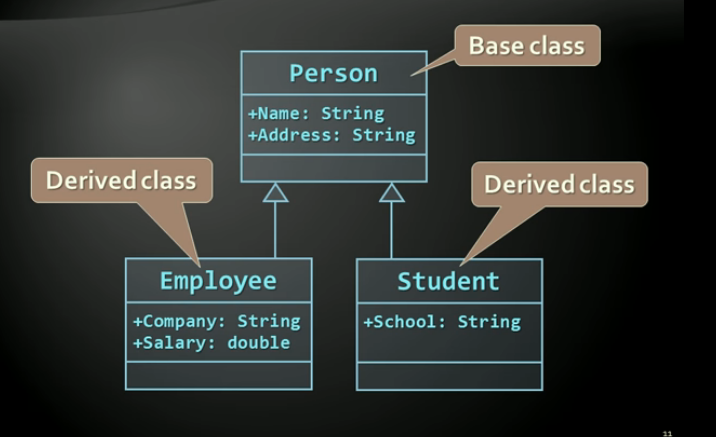 Base class
Person
+Name: String
+Address: String
Derived class
Derived class
Employee
+Company: String
+Salary: double
Student
+School: String
11